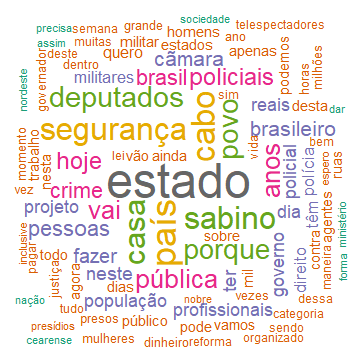 sociedade
precisa semana grande homens telespectadores
assim muitas militar estados ano apenas
governador deste quero câmara podemos horas milhões
dentro militares brasil policiais
nordeste deputados sim reais desta dar
segurança cabo povo brasileiro
momento trabalho nesta hoje leivão ainda vida bem
vez crime estado anos policial polícia ruas
projeto vai casa país sabino dia têm contra maneira agentes espero
inclusive pessoas porque governo direito forma ministério
pagar todo fazer sobre
justiça agora neste pública ter mil dessa
nação tudo dias população nobre vezes profissionais categoria
presídios presos público pode vamos sendo
cearense mulheres dinheiro reforma organizado